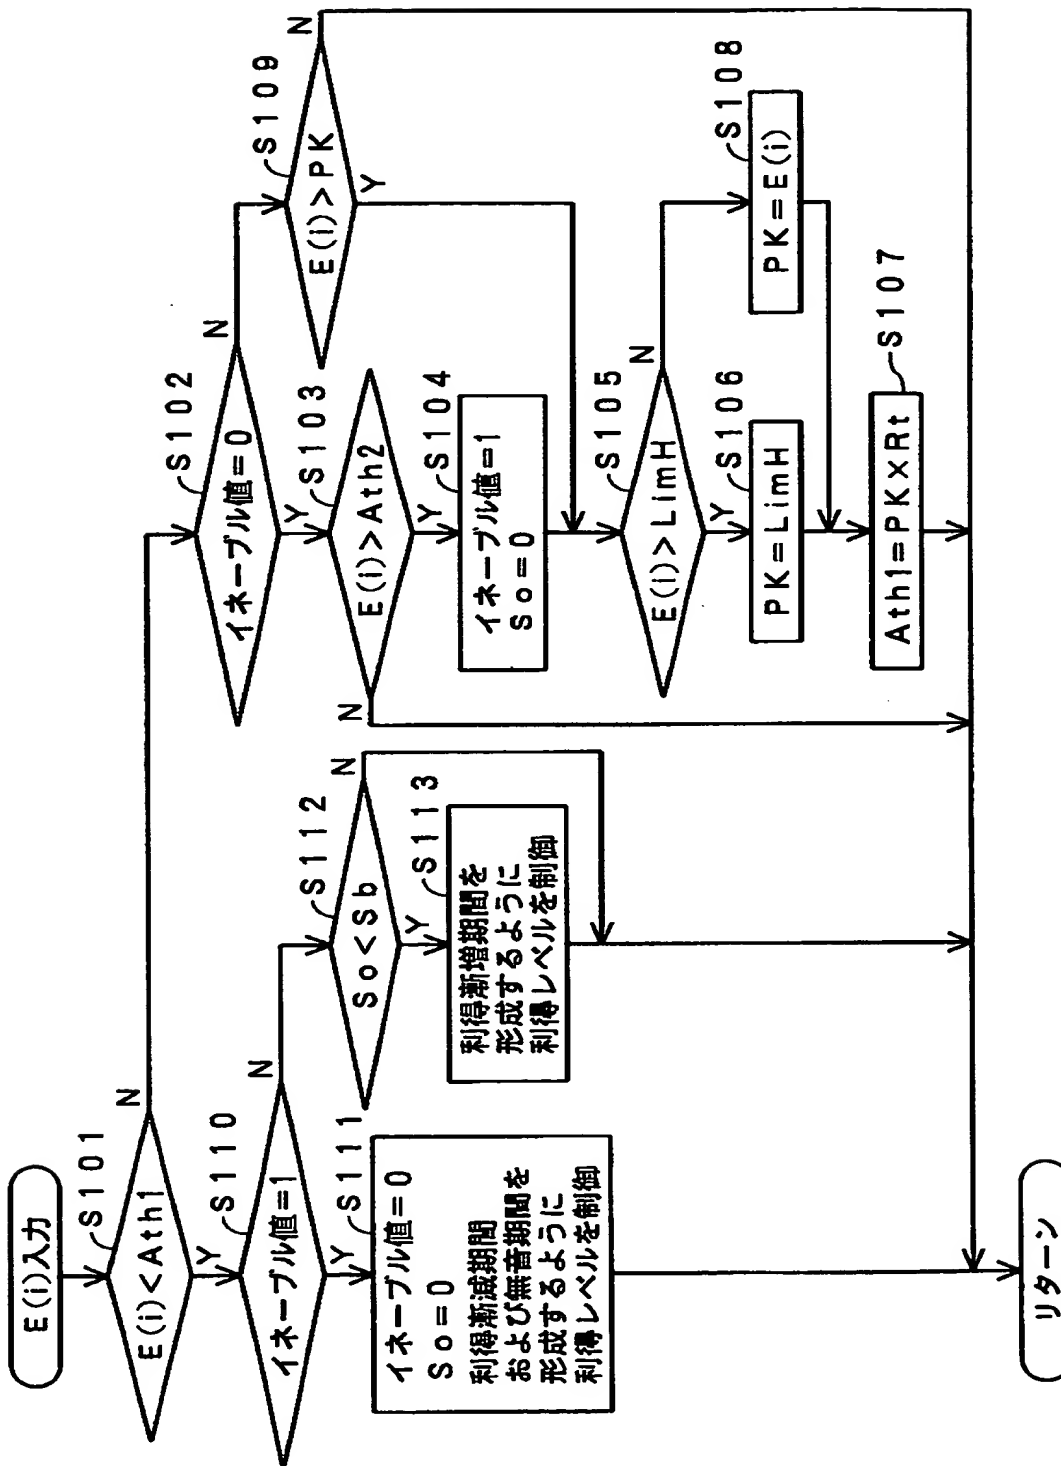 E(i)入力
S101
E(i)<Ath1
N
Y
S110
イネーブル値=1
N
Y
S111
イネーブル値=0
So=0
利得漸減期間
および無音期間を
形成するように
利得レベルを制御
S112
So<Sb
N
Y
S113
利得漸増期間を
形成するように
利得レベルを制御
S102
イネーブル値=0
N
Y
S103
E(i)>Ath2
N
Y
S104
イネーブル値=1
So=0
S109
E(i)>PK
N
Y
S105
E(i)>LimH
N
Y
S106
PK=LimH
S108
PK=E(i)
S107
Ath1=PK×Rt
リターン